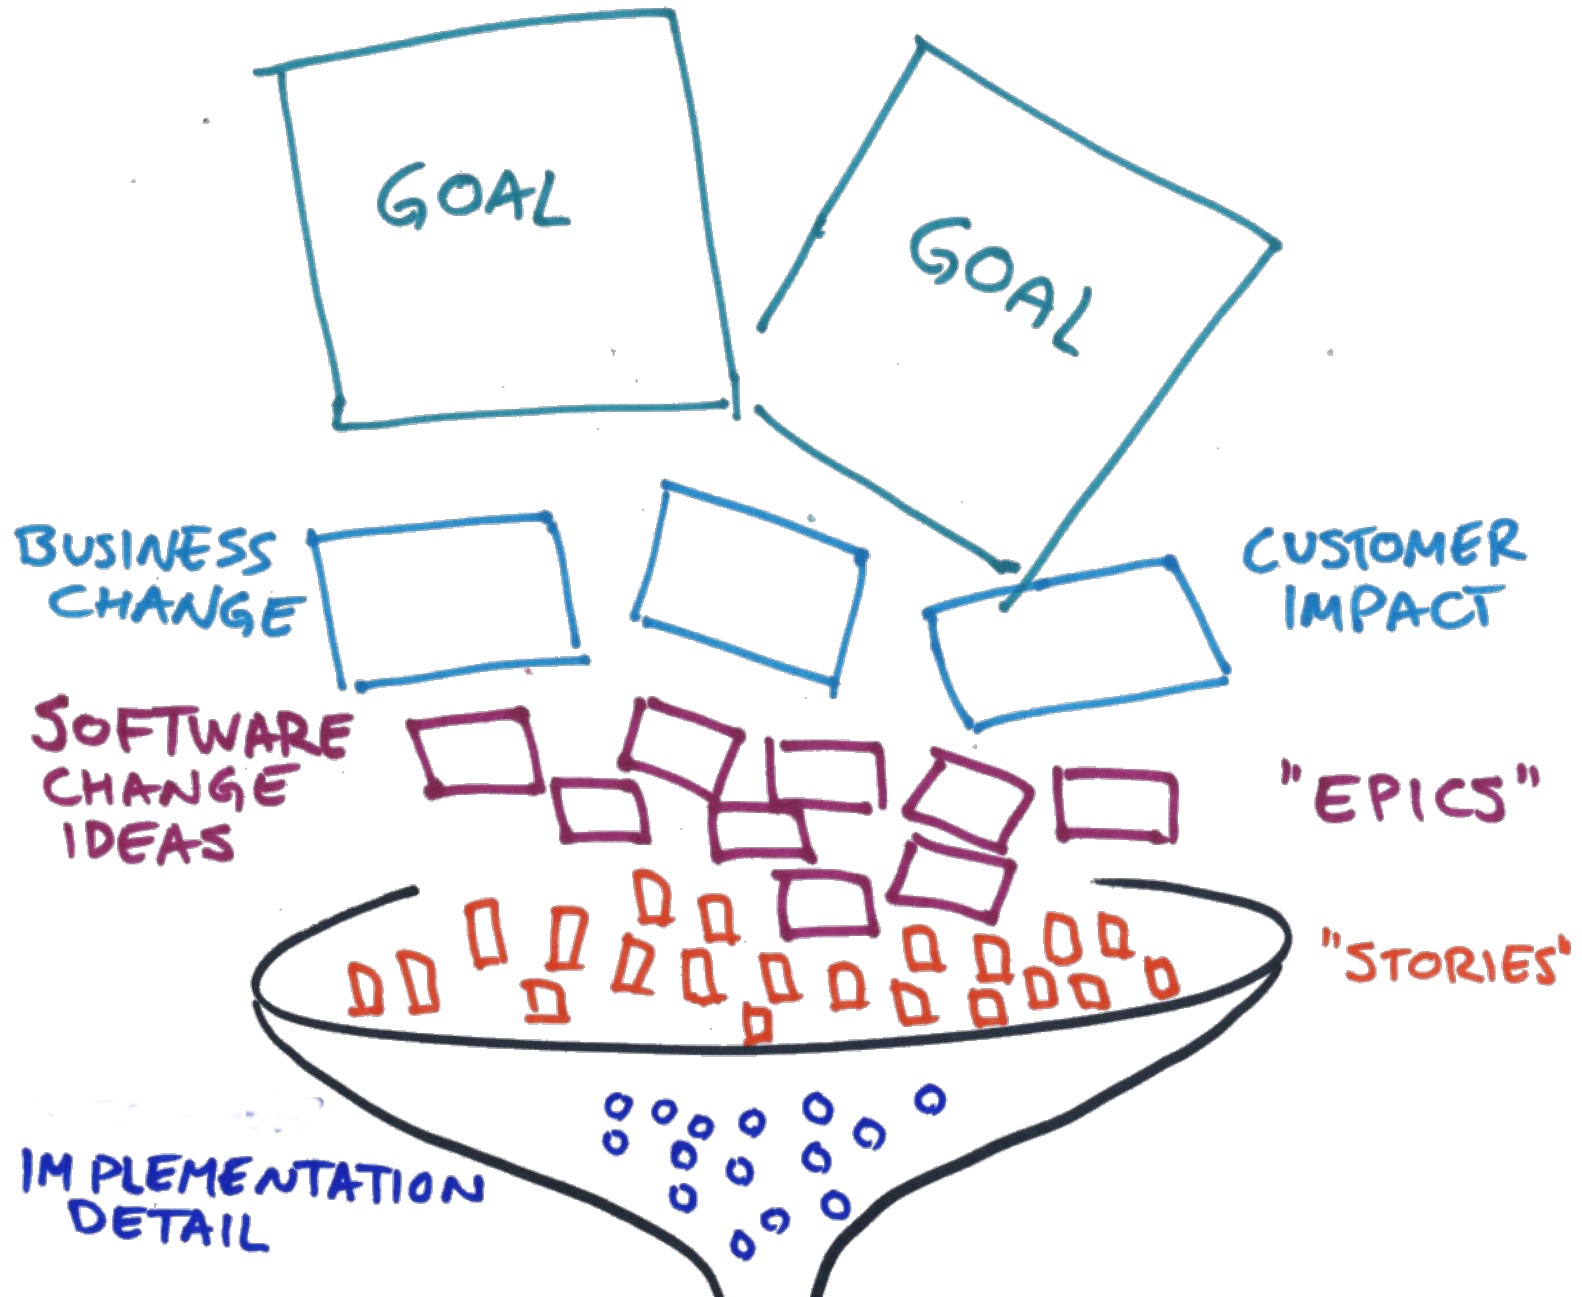 GOAL
GOAL
BUSINESS
CHANGE
CUSTOMER
IMPACT
SOFTWARE
CHANGE
IDEAS
"EPICS"
"STORIES"
IMPLEMENTATION
DETAIL